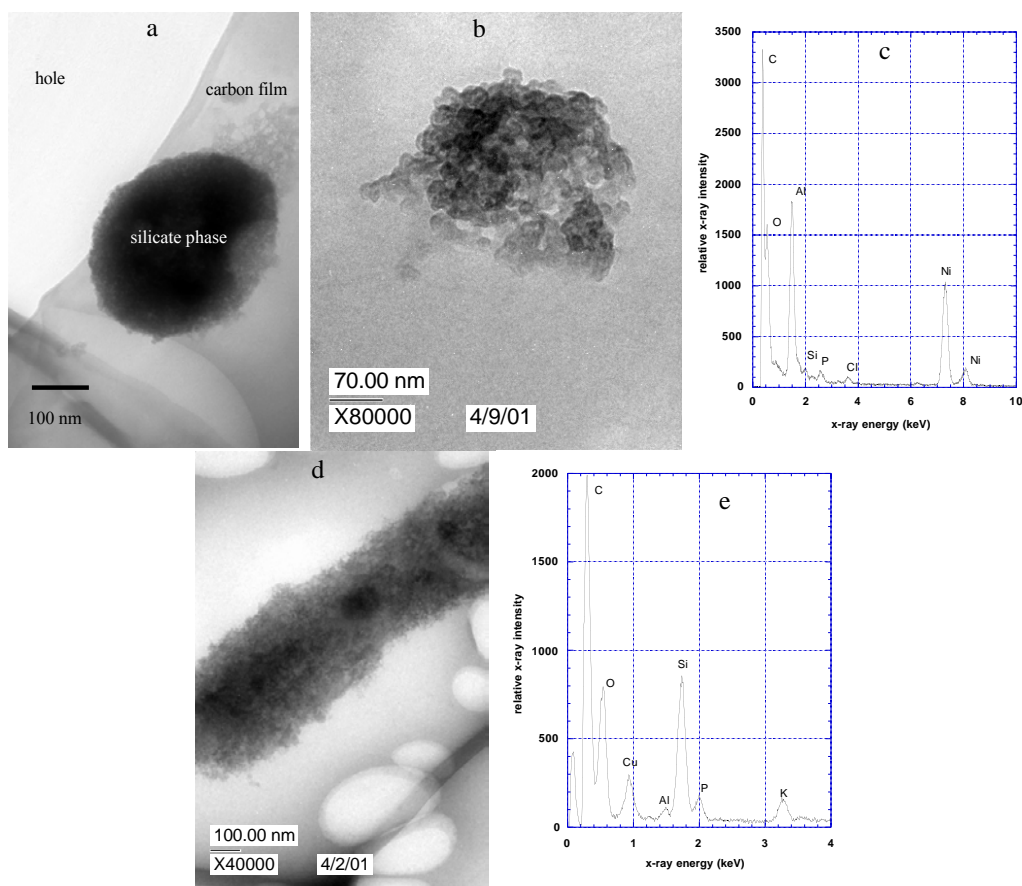 a
hole
carbon film
silicate phase
100 nm
b
70.00 nm
X80000 4/9/01
c
3500
3000
2500
2000
1500
1000
500
0
C
O
Al
Si
P
Cl
Ni
Ni
0 2 4 6 8 10
relative x-ray intensity
x-ray energy (keV)
d
100.00 nm
X40000 4/2/01
e
2000
1500
1000
500
0
C
O
Cu
Al
Si
P
K
0 1 2 3 4
relative x-ray intensity
x-ray energy (keV)